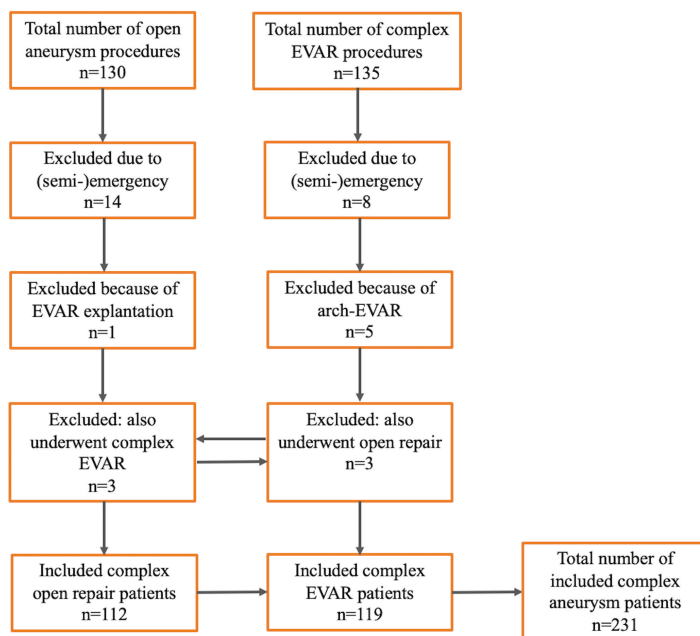 Total number of open
aneurysm procedures
n=130
Total number of complex
EVAR procedures
n=135
Excluded due to
(semi-)emergency
n=14
Excluded due to
(semi-)emergency
n=8
Excluded because of
EVAR explantation
n=1
Excluded because of
arch-EVAR
n=5
Excluded: also
underwent complex
EVAR
n=3
Excluded: also
underwent open repair
n=3
Included complex
open repair patients
n=112
Included complex
EVAR patients
n=119
Total number of
included complex
aneurysm patients
n=231